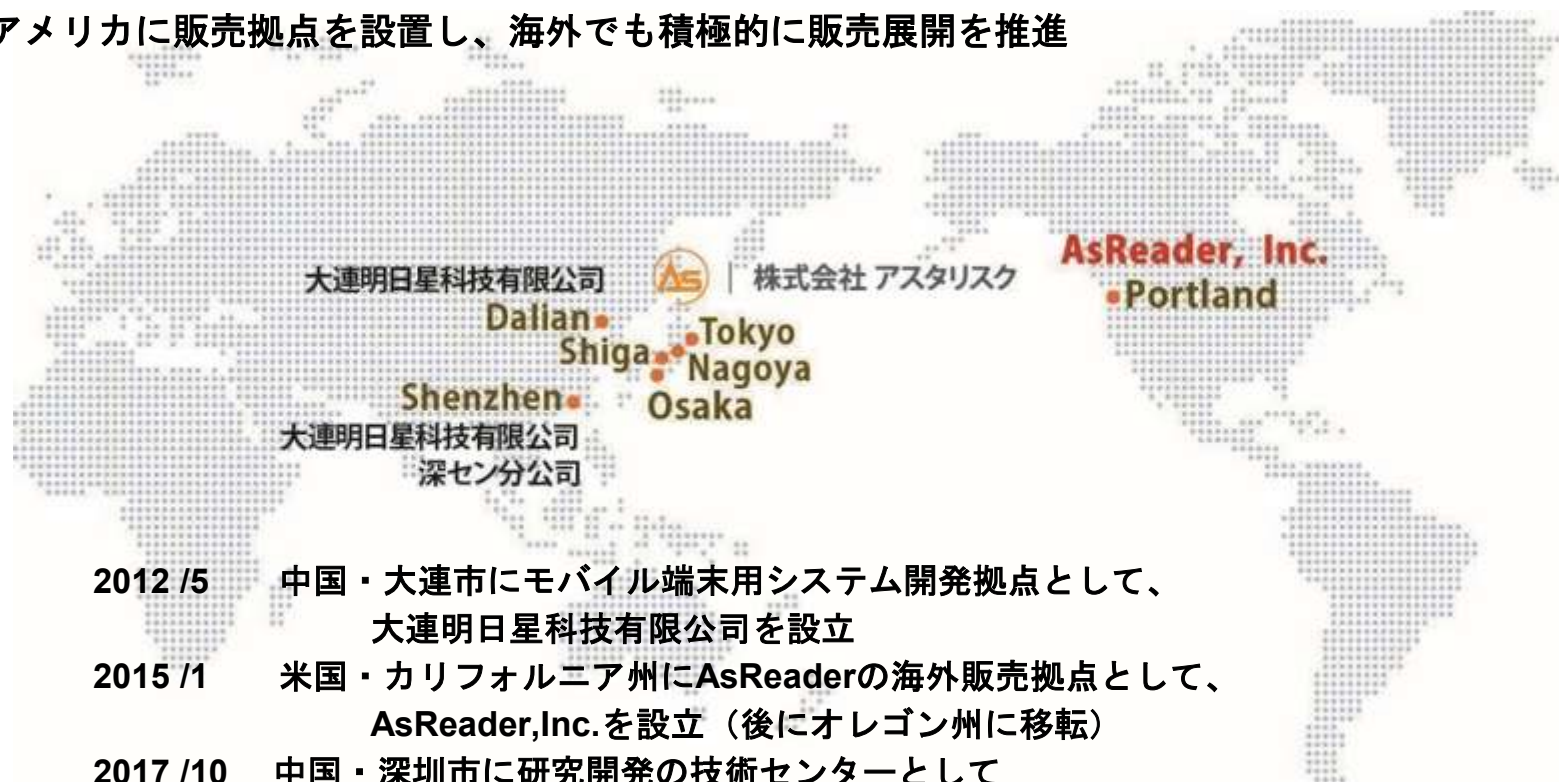 アメリカに販売拠点を設置し、海外でも積極的に販売展開を推進
大連明日星科技有限公司
As | 株式会社 アスタリスク
AsReader, Inc.
Portland
Dalian
Tokyo
Shiga
Nagoya
Shenzhen
Osaka
大連明日星科技有限公司
深セン分公司
2012 /5 中国・大連市にモバイル端末用システム開発拠点として、
大連明日星科技有限公司を設立
2015 /1 米国・カリフォルニア州にAsReaderの海外販売拠点として、
AsReader,Inc.を設立（後にオレゴン州に移転）
2017 /10 中国・深圳市に研究開発の技術センターとして